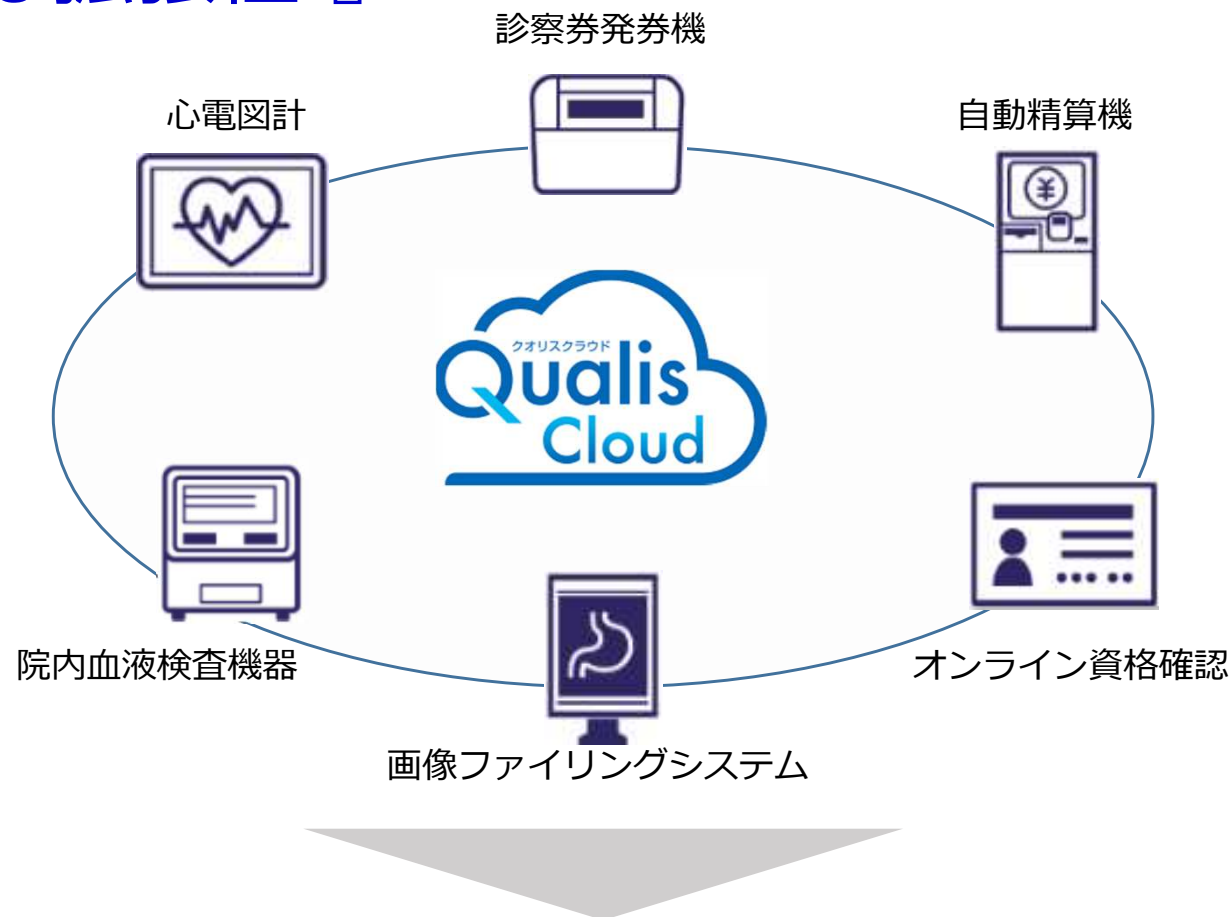 診察券発券機
心電図計
自動精算機
クオリスクラウド
Qualis
Cloud
院内血液検査機器
オンライン資格確認
画像ファイリングシステム